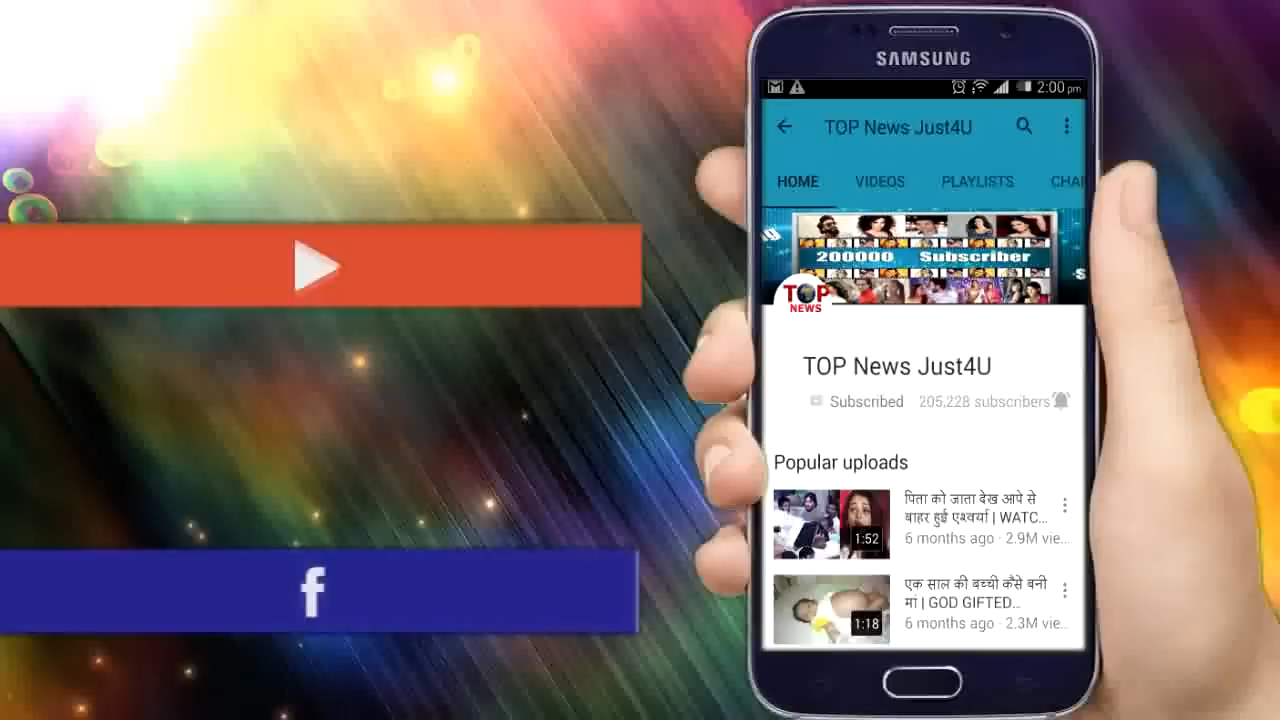 SAMSUNG
2:00 pm
TOP News Just4U
HOME VIDEOS PLAYLISTS CHA
200000 Subscriber
TOP
NEWS
TOP News Just4U
Subscribed 205,228 subscribers
Popular uploads
पिता को जाता देख आपे से
बाहर हुई एश्वर्या | WATC...
1:52
6 months ago · 2.9M vie...
एक साल की बच्ची कैसे बनी
मां | GOD GIFTED...
1:18
6 months ago · 2.3M vie...
f